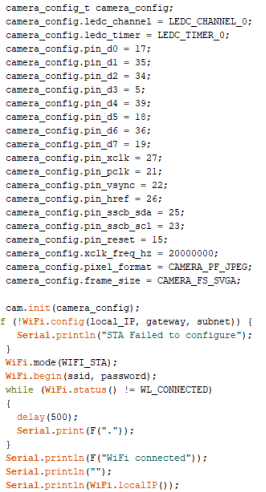 camera_config_t camera_config;
camera_config.ledc_channel = LEDC_CHANNEL_0;
camera_config.ledc_timer = LEDC_TIMER_0;
camera_config.pin_d0 = 17;
camera_config.pin_d1 = 35;
camera_config.pin_d2 = 34;
camera_config.pin_d3 = 5;
camera_config.pin_d4 = 39;
camera_config.pin_d5 = 18;
camera_config.pin_d6 = 36;
camera_config.pin_d7 = 19;
camera_config.pin_xclk = 27;
camera_config.pin_pclk = 21;
camera_config.pin_vsync = 22;
camera_config.pin_href = 26;
camera_config.pin_sscb_sda = 25;
camera_config.pin_sscb_scl = 23;
camera_config.pin_reset = 15;
camera_config.xclk_freq_hz = 20000000;
camera_config.pixel_format = CAMERA_PF_JPEG;
camera_config.frame_size = CAMERA_FS_SVGA;
cam.init(camera_config);
f (!WiFi.config(local_IP, gateway, subnet)) {
Serial.println("STA Failed to configure");
}
WiFi.mode(WIFI_STA);
WiFi.begin(ssid, password);
while (WiFi.status() != WL_CONNECTED)
{
delay(500);
Serial.print(F("."));
}
Serial.println(F("WiFi connected"));
Serial.println("");
Serial.println(WiFi.localIP());